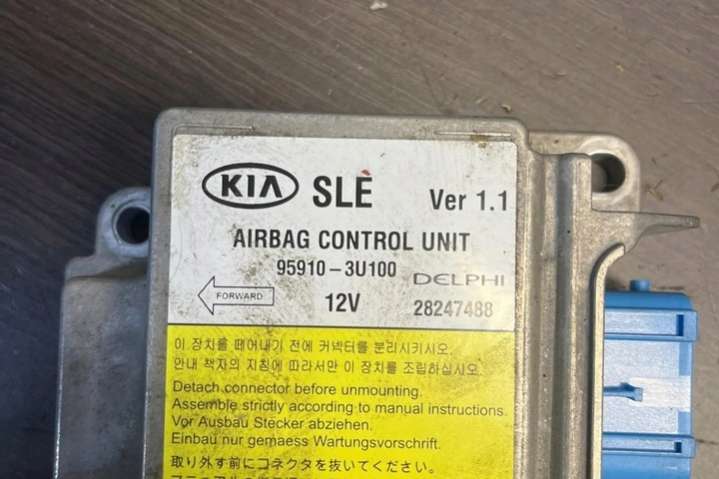 KIA SLE Ver 1.1
AIRBAG CONTROL UNIT
95910-3U100
DELPHI
FORWARD
12V
28247488
이 장치를 떼어내기 전에 커넥터를 분리시키시오.
안내 책자의 지침에 따라서만 이 장치를 조립하십시오.
Detach connector before unmounting.
Assemble strictly according to manual instructions.
Vor Ausbau Stecker abziehen.
Einbau nur gemaess Wartungsvorschrift.
取り外す前にコネクタを抜いてください。